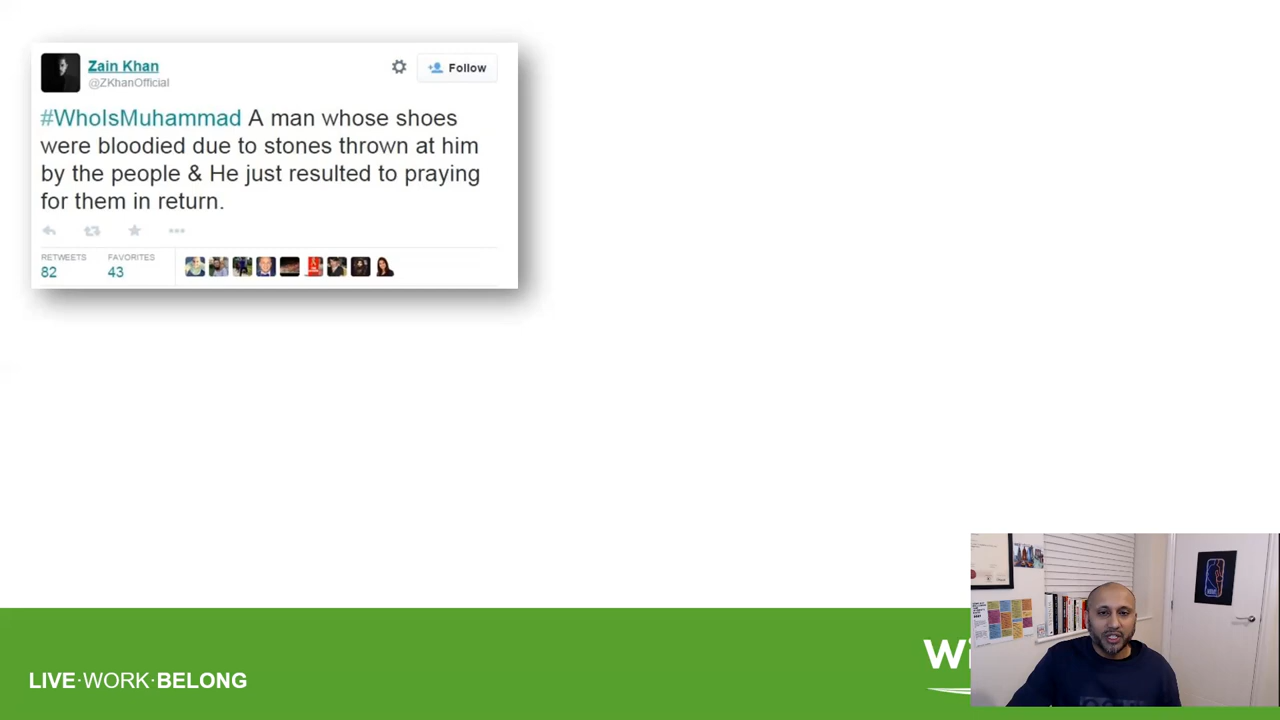 Zain Khan
@ZKhanOfficial
Follow
#WhoIsMuhammad A man whose shoes
were bloodied due to stones thrown at him
by the people & He just resulted to praying
for them in return.
RETWEETS FAVORITES
82 43
LIVE·WORK·BELONG